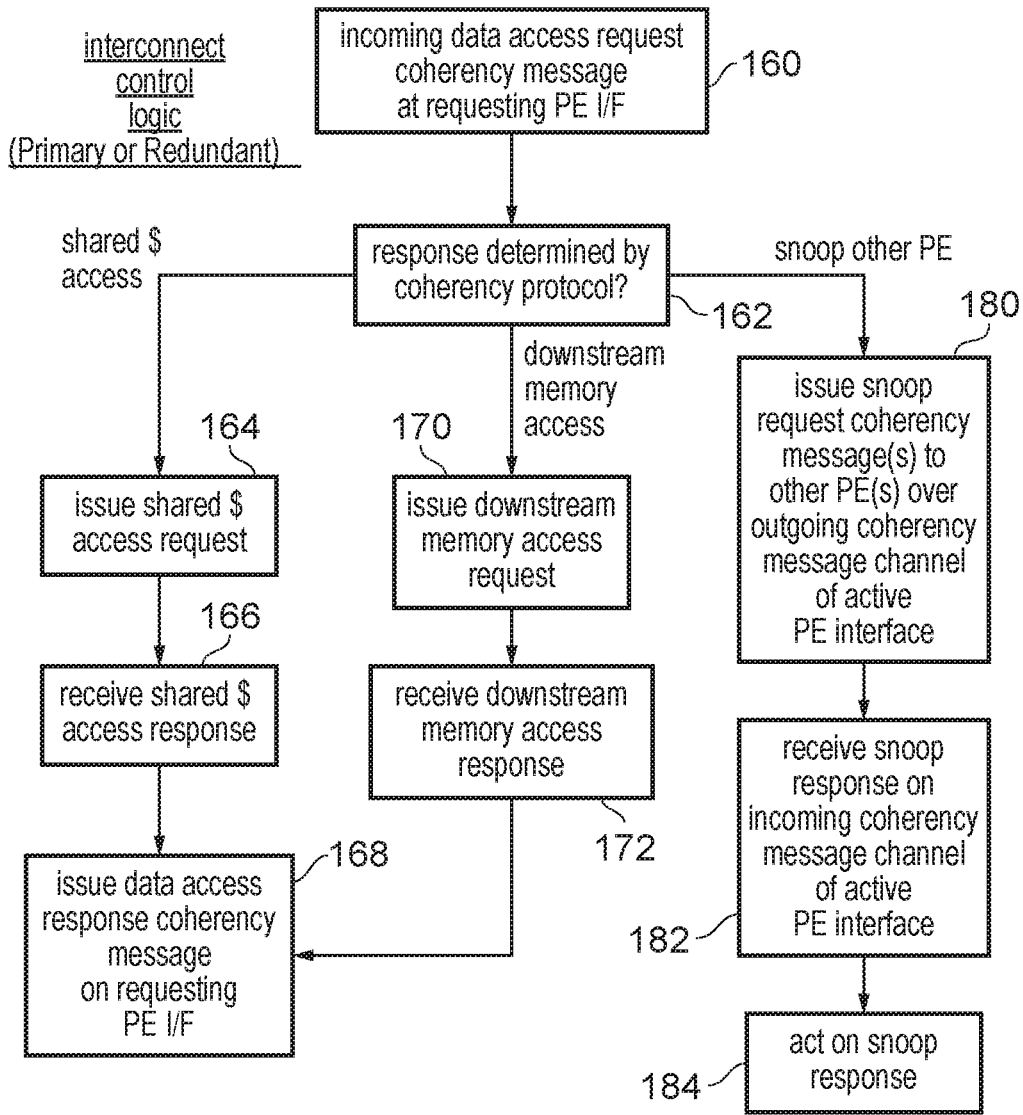 interconnect
control
logic
(Primary or Redundant)
incoming data access request
coherency message
at requesting PE I/F
160
response determined by
coherency protocol?
162
shared $
access
downstream
memory
access
snoop other PE
164
issue shared $
access request
166
receive shared $
access response
168
issue data access
response coherency
message
on requesting
PE I/F
170
issue downstream
memory access
request
receive downstream
memory access
response
172
180
issue snoop
request coherency
message(s) to
other PE(s) over
outgoing coherency
message channel
of active
PE interface
receive snoop
response on
incoming coherency
message channel
of active
PE interface
182
act on snoop
response
184